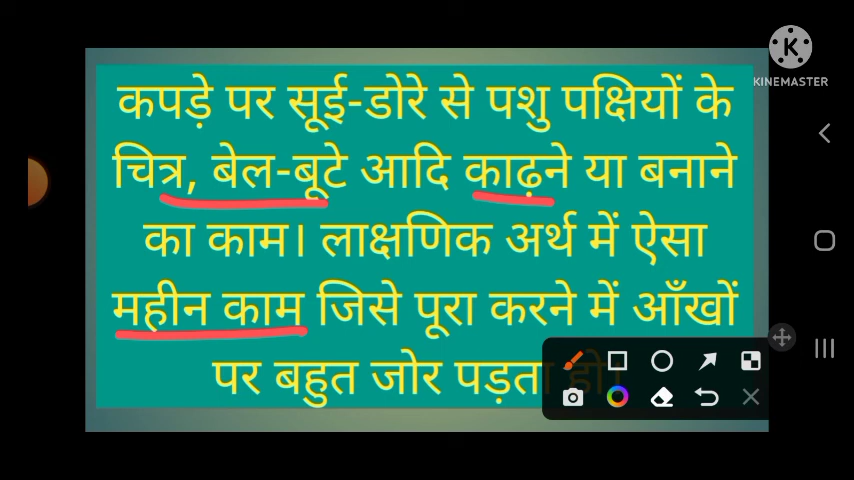 कपड़े पर सूई-डोरे से पशु पक्षियों के
चित्र, बेल-बूटे आदि काढ़ने या बनाने
का काम। लाक्षणिक अर्थ में ऐसा
महीन काम जिसे पूरा करने में आँखों
पर बहुत जोर पड़ता हो।
KINEMASTER